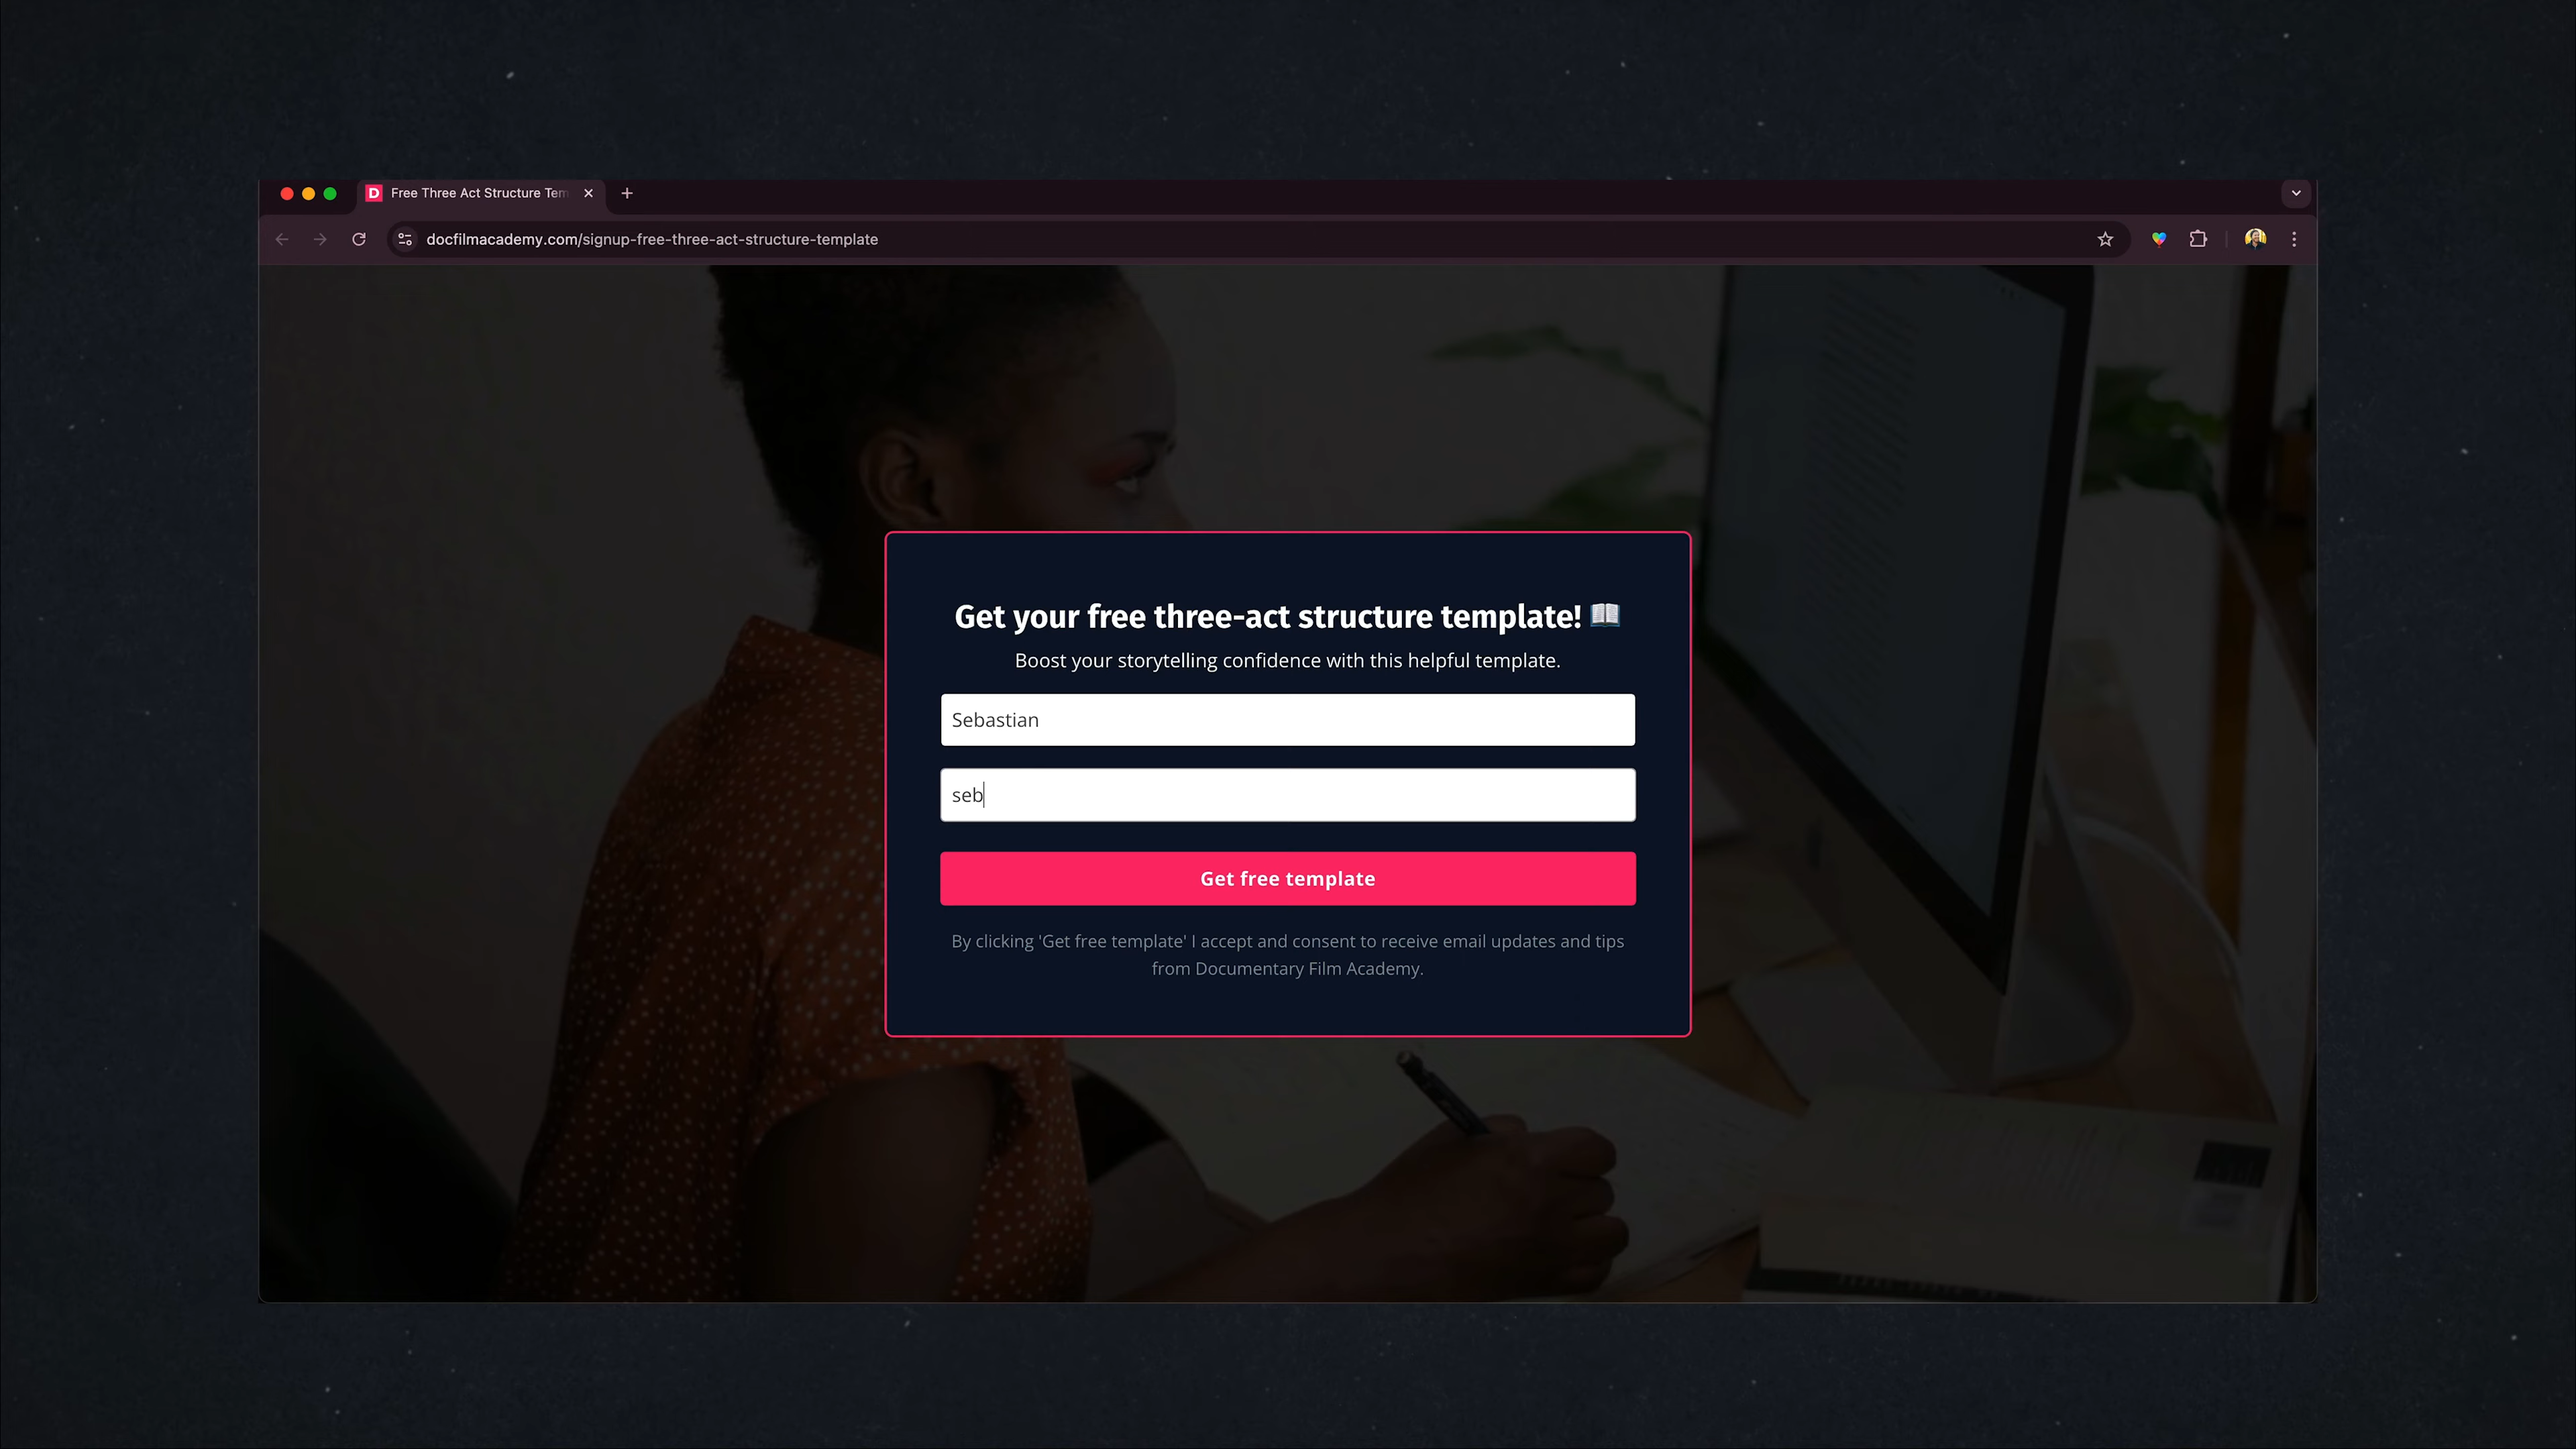 D Free Three Act Structure Tem
docfilmacademy.com/signup-free-three-act-structure-template
Get your free three-act structure template! 📖
Boost your storytelling confidence with this helpful template.
Sebastian
seb
Get free template
By clicking 'Get free template' I accept and consent to receive email updates and tips
from Documentary Film Academy.